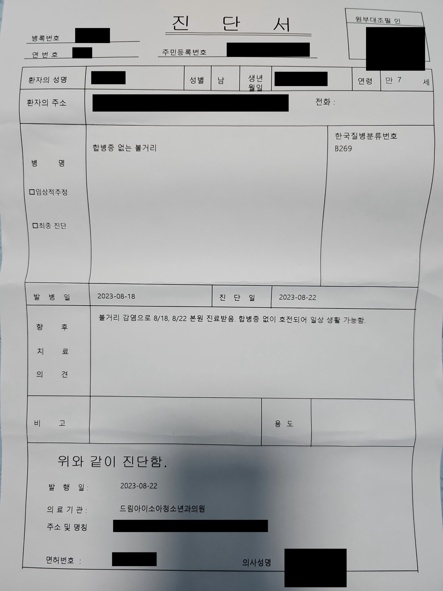 진 단 서
원부대조필 인
병록번호
연 번 호
주민등록번호
환자의 성명
성별
남
생년
월일
연령
만 7 세
환자의 주소
전화 :
병 명
□임상적추정
□최종 진단
합병증 없는 볼거리
한국질병분류번호
B269
발 병 일
2023-08-18
진 단 일
2023-08-22
향 후
치 료
의 견
볼거리 감염으로 8/18, 8/22 본원 진료받음. 합병증 없이 호전되어 일상 생활 가능함.
비 고
용 도
위와 같이 진단함.
발 행 일 :
2023-08-22
의 료 기 관 :
드림아이소아청소년과의원
주소 및 명칭
면허번호 :
의사성명